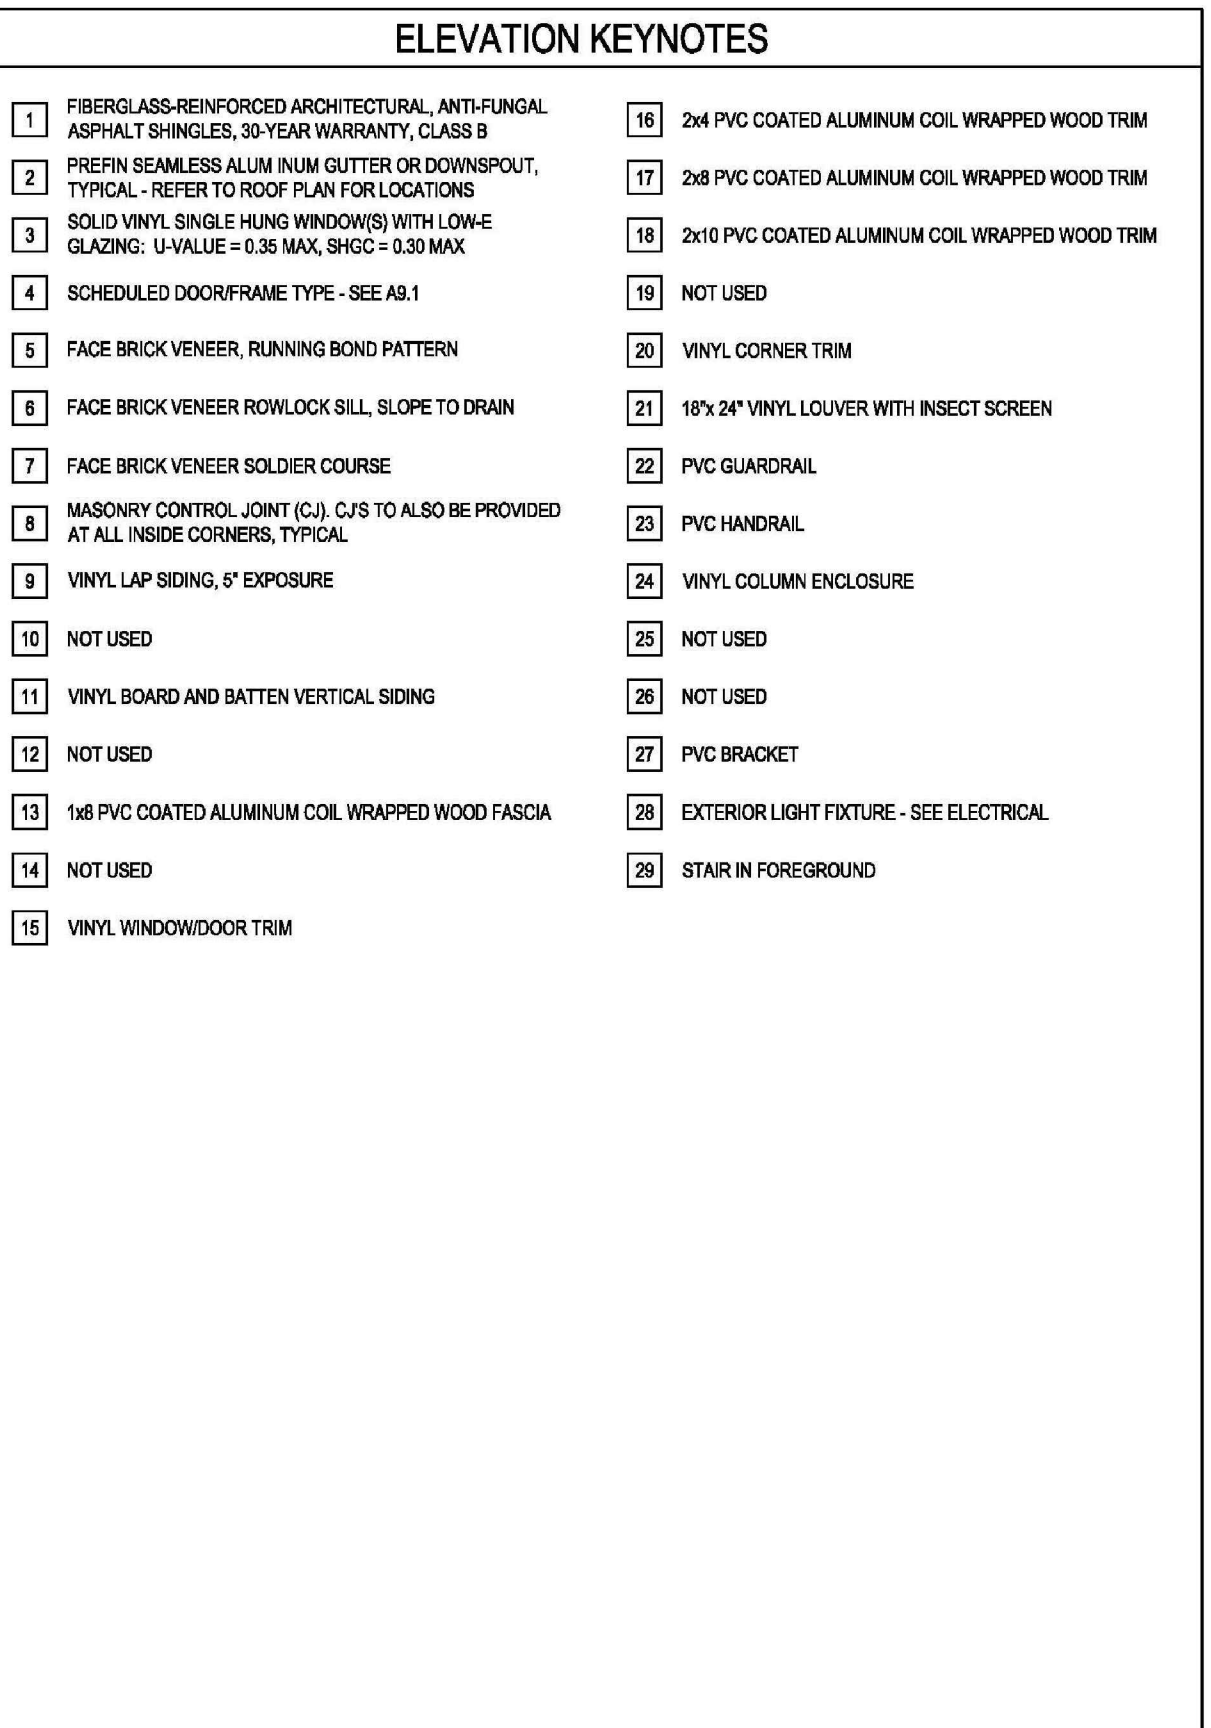 ELEVATION KEYNOTES
1 FIBERGLASS-REINFORCED ARCHITECTURAL, ANTI-FUNGAL
ASPHALT SHINGLES, 30-YEAR WARRANTY, CLASS B
2 PREFIN SEAMLESS ALUM INUM GUTTER OR DOWNSPOUT,
TYPICAL - REFER TO ROOF PLAN FOR LOCATIONS
3 SOLID VINYL SINGLE HUNG WINDOW(S) WITH LOW-E
GLAZING: U-VALUE = 0.35 MAX, SHGC = 0.30 MAX
4 SCHEDULED DOOR/FRAME TYPE - SEE A9.1
5 FACE BRICK VENEER, RUNNING BOND PATTERN
6 FACE BRICK VENEER ROWLOCK SILL, SLOPE TO DRAIN
7 FACE BRICK VENEER SOLDIER COURSE
8 MASONRY CONTROL JOINT (CJ). CJ'S TO ALSO BE PROVIDED
AT ALL INSIDE CORNERS, TYPICAL
9 VINYL LAP SIDING, 5" EXPOSURE
10 NOT USED
11 VINYL BOARD AND BATTEN VERTICAL SIDING
12 NOT USED
13 1x8 PVC COATED ALUMINUM COIL WRAPPED WOOD FASCIA
14 NOT USED
15 VINYL WINDOW/DOOR TRIM
16 2x4 PVC COATED ALUMINUM COIL WRAPPED WOOD TRIM
17 2x8 PVC COATED ALUMINUM COIL WRAPPED WOOD TRIM
18 2x10 PVC COATED ALUMINUM COIL WRAPPED WOOD TRIM
19 NOT USED
20 VINYL CORNER TRIM
21 18"x 24" VINYL LOUVER WITH INSECT SCREEN
22 PVC GUARDRAIL
23 PVC HANDRAIL
24 VINYL COLUMN ENCLOSURE
25 NOT USED
26 NOT USED
27 PVC BRACKET
28 EXTERIOR LIGHT FIXTURE - SEE ELECTRICAL
29 STAIR IN FOREGROUND